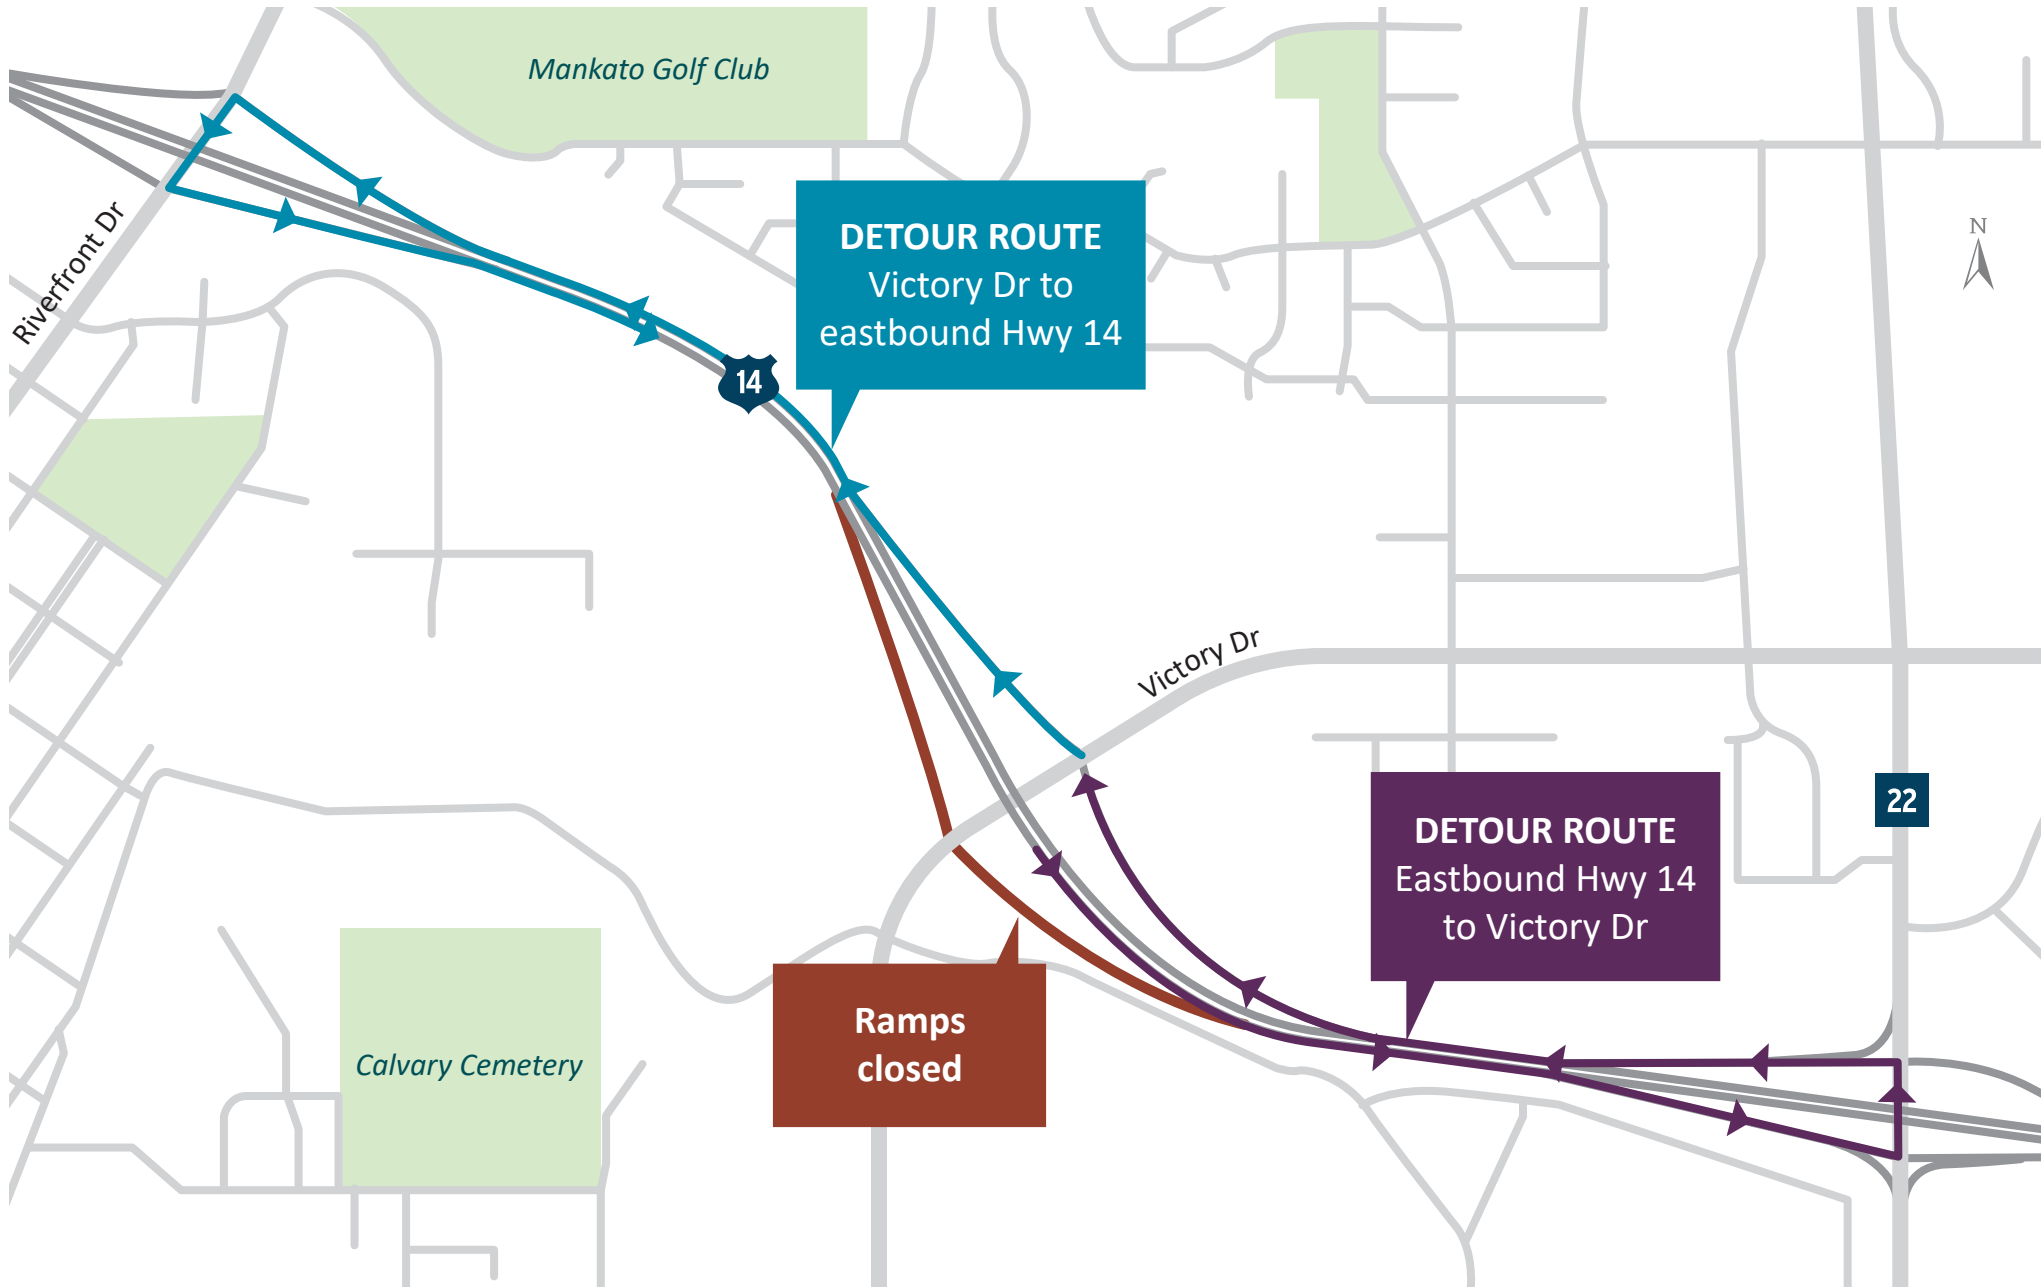 Mankato Golf Club
Riverfront Dr
DETOUR ROUTE
Victory Dr to
eastbound Hwy 14
N
14
Victory Dr
22
DETOUR ROUTE
Eastbound Hwy 14
to Victory Dr
Ramps
closed
Calvary Cemetery